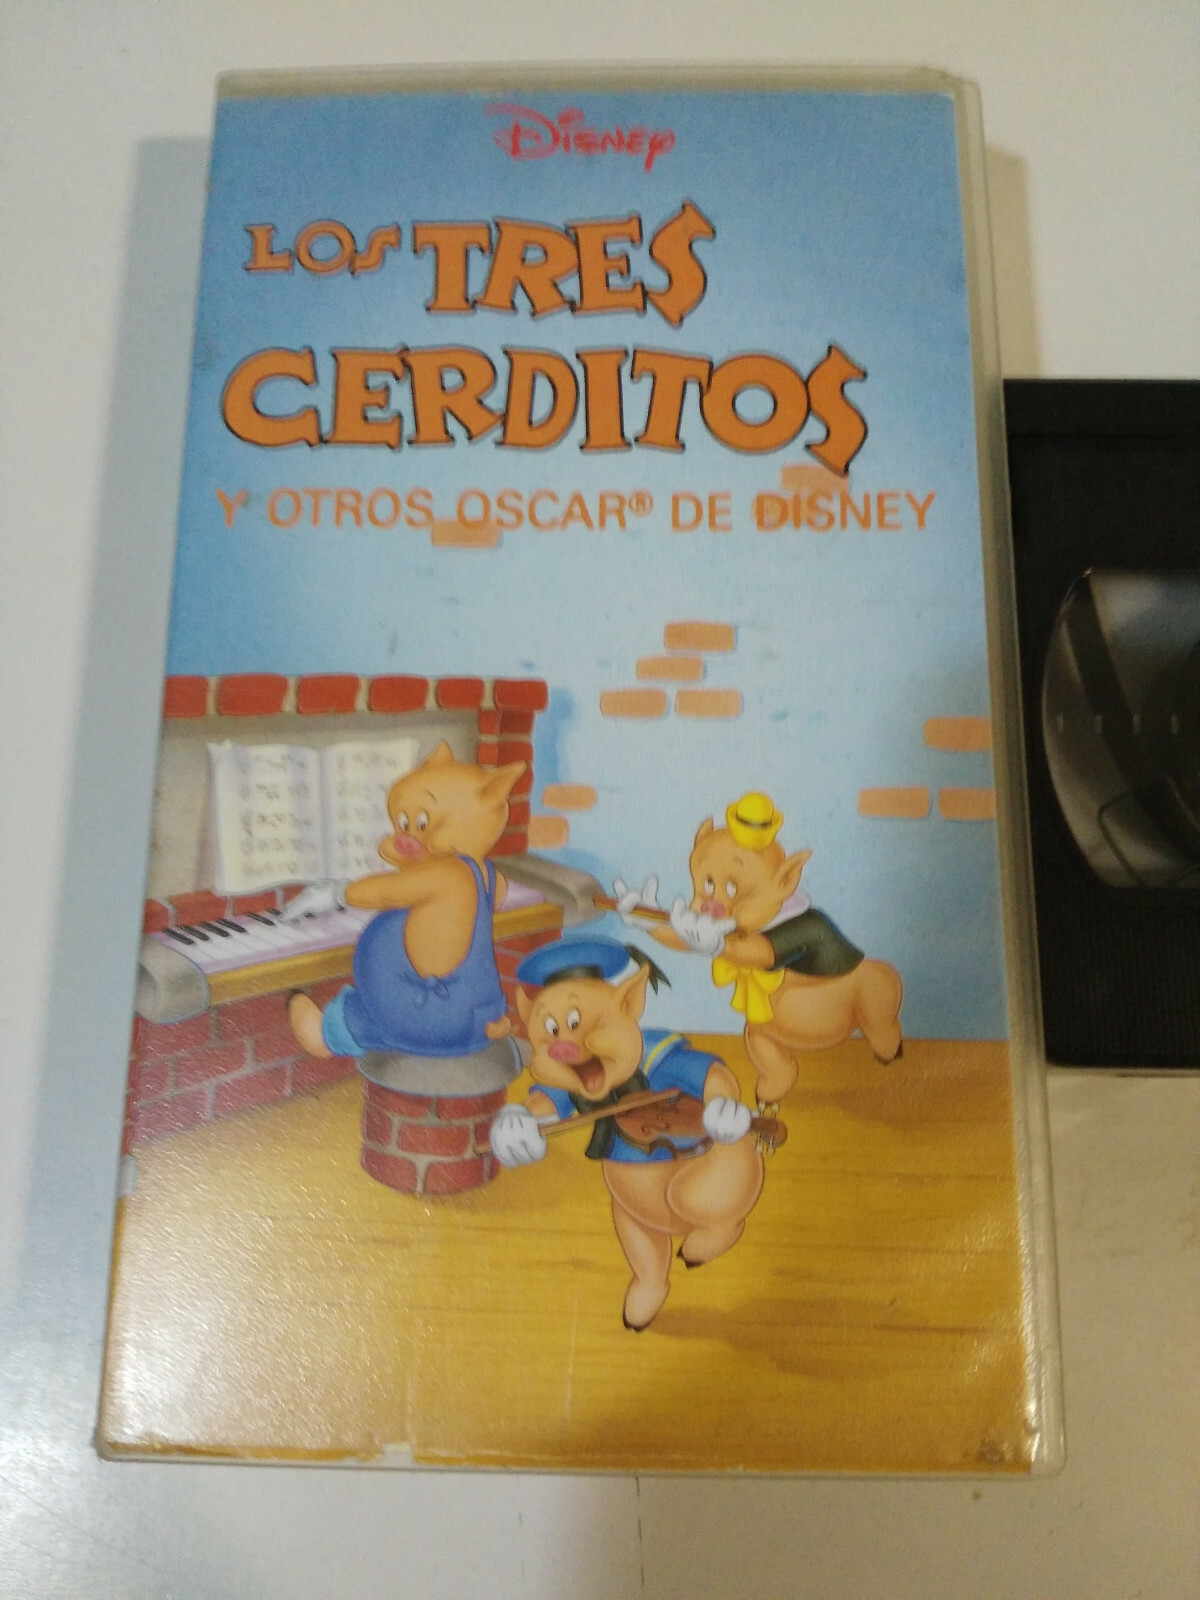 Disney
LOS TRES
CERDITOS
Y OTROS OSCAR® DE DISNEY